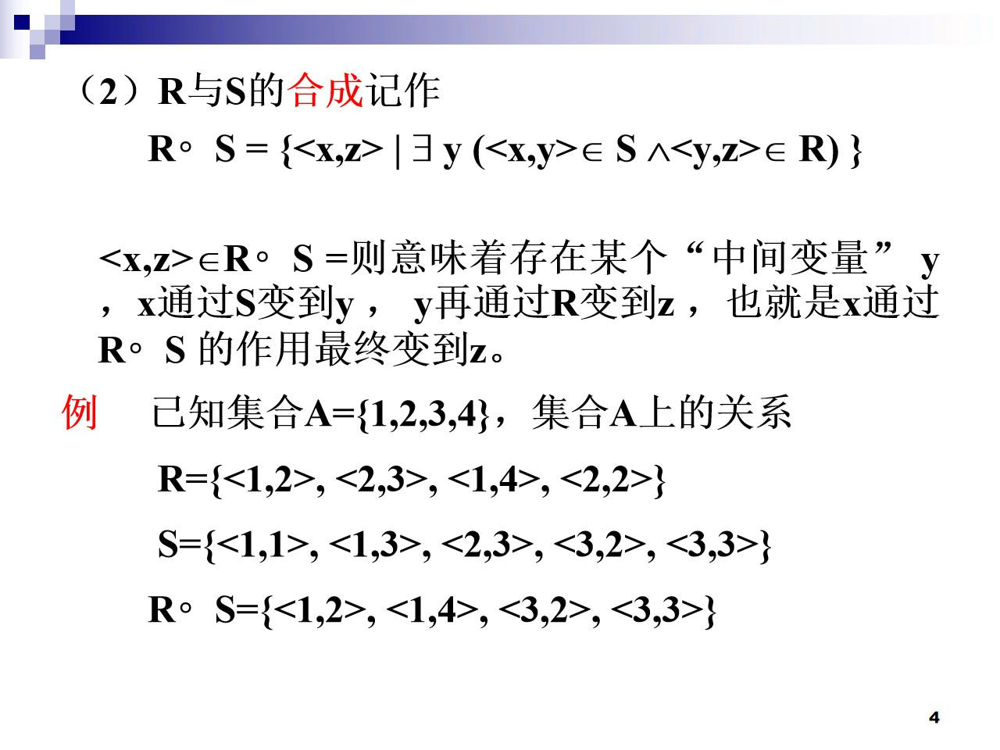 （2）R与S的合成记作
R∘ S = {<x,z> | ∃ y (<x,y>∈ S ∧<y,z>∈ R) }
<x,z>∈R∘ S =则意味着存在某个“中间变量” y
，x通过S变到y ， y再通过R变到z ，也就是x通过
R∘ S 的作用最终变到z。
例 已知集合A={1,2,3,4}，集合A上的关系
R={<1,2>, <2,3>, <1,4>, <2,2>}
S={<1,1>, <1,3>, <2,3>, <3,2>, <3,3>}
R∘ S={<1,2>, <1,4>, <3,2>, <3,3>}
4